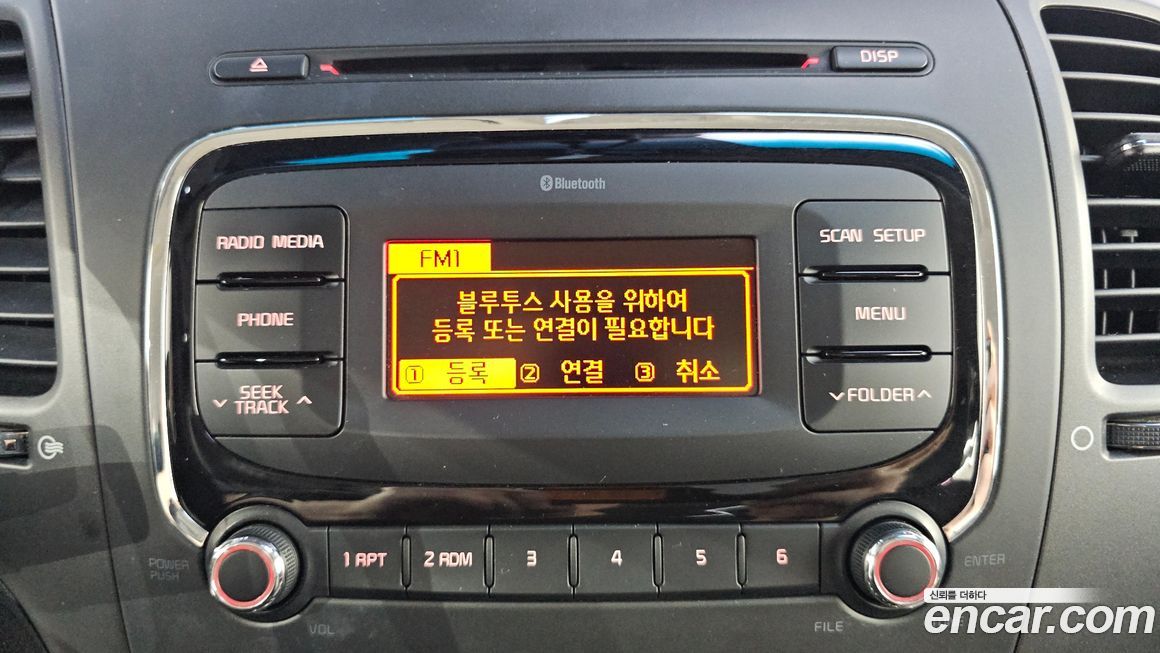 DISP
Bluetooth
RADIO MEDIA
SCAN SETUP
FM1
블루투스 사용을 위하여
등록 또는 연결이 필요합니다
① 등록 ② 연결 ③ 취소
PHONE
MENU
SEEK
TRACK
FOLDER
1 RPT
2 RDM
3
4
5
6
POWER
PUSH
VOL
ENTER
FILE
신뢰를 더하다
encar.com